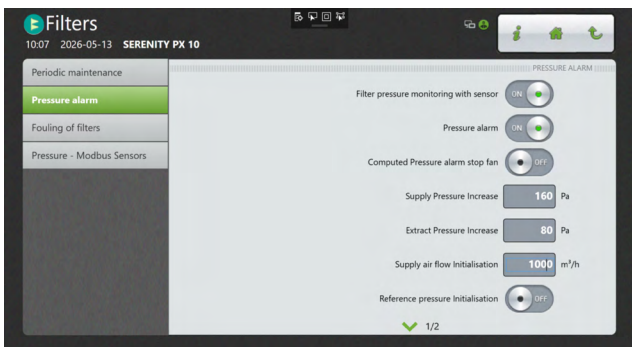 Filters
10:07 2026-05-13 SERENITY PX 10
Periodic maintenance
Pressure alarm
Fouling of filters
Pressure - Modbus Sensors
PRESSURE ALARM
Filter pressure monitoring with sensor ON
Pressure alarm ON
Computed Pressure alarm stop fan OFF
Supply Pressure Increase 160 Pa
Extract Pressure Increase 80 Pa
Supply air flow Initialisation 1000 m³/h
Reference pressure Initialisation OFF
1/2